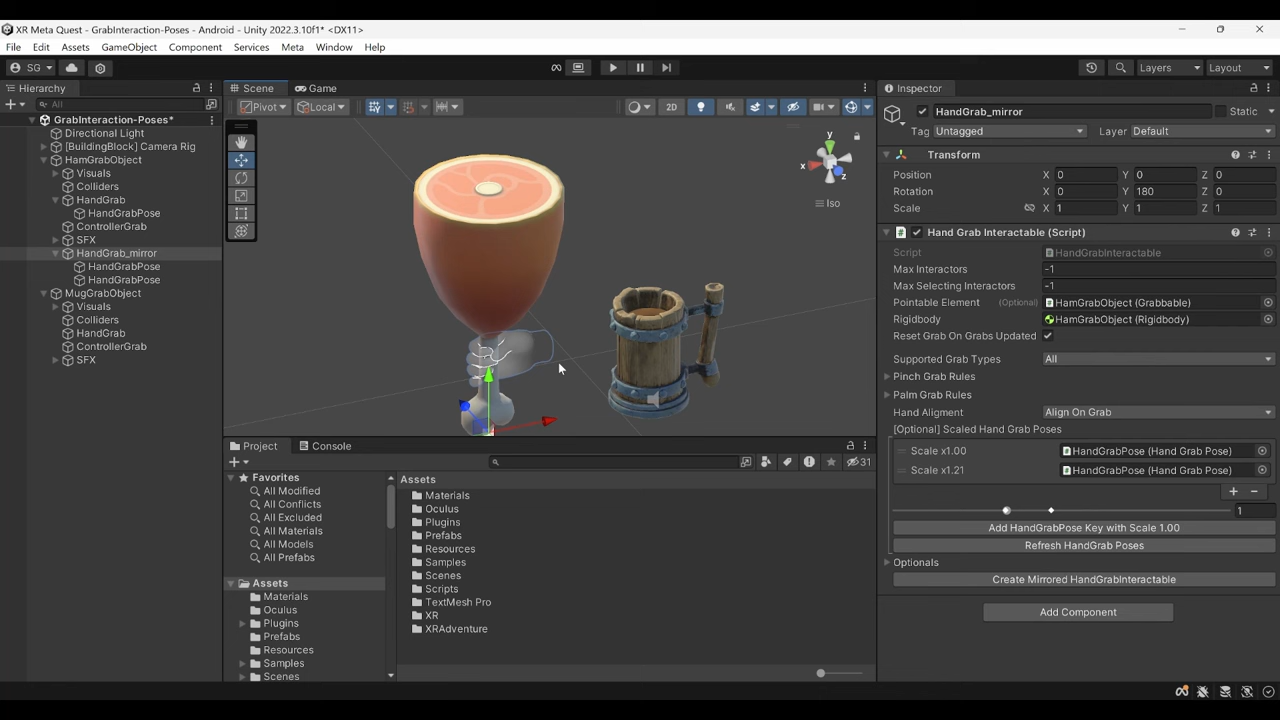 XR Meta Quest - GrabInteraction-Poses - Android - Unity 2022.3.10f1* <DX11>
File Edit Assets GameObject Component Services Meta Window Help
SG Layers Layout
Hierarchy
All
GrabInteraction-Poses*
Directional Light
[BuildingBlock] Camera Rig
HamGrabObject
Visuals
Colliders
HandGrab
HandGrabPose
ControllerGrab
SFX
HandGrab_mirror
HandGrabPose
HandGrabPose
MugGrabObject
Visuals
Colliders
HandGrab
ControllerGrab
SFX
Scene Game
Pivot Local 2D
y
x
z
Iso
Project Console
31
Favorites
All Modified
All Conflicts
All Excluded
All Materials
All Models
All Prefabs
Assets
Materials
Oculus
Plugins
Prefabs
Resources
Samples
Scenes
Assets
Materials
Oculus
Plugins
Prefabs
Resources
Samples
Scenes
Scripts
TextMesh Pro
XR
XRAdventure
Inspector
HandGrab_mirror Static
Tag Untagged Layer Default
Transform
Position X 0 Y 0 Z 0
Rotation X 0 Y 180 Z 0
Scale X 1 Y 1 Z 1
Hand Grab Interactable (Script)
Script HandGrabInteractable
Max Interactors -1
Max Selecting Interactors -1
Pointable Element (Optional) HamGrabObject (Grabbable)
Rigidbody HamGrabObject (Rigidbody)
Reset Grab On Grabs Updated
Supported Grab Types All
Pinch Grab Rules
Palm Grab Rules
Hand Aligment Align On Grab
[Optional] Scaled Hand Grab Poses
Scale x1.00 HandGrabPose (Hand Grab Pose)
Scale x1.21 HandGrabPose (Hand Grab Pose)
1
Add HandGrabPose Key with Scale 1.00
Refresh HandGrab Poses
Optionals
Create Mirrored HandGrabInteractable
Add Component